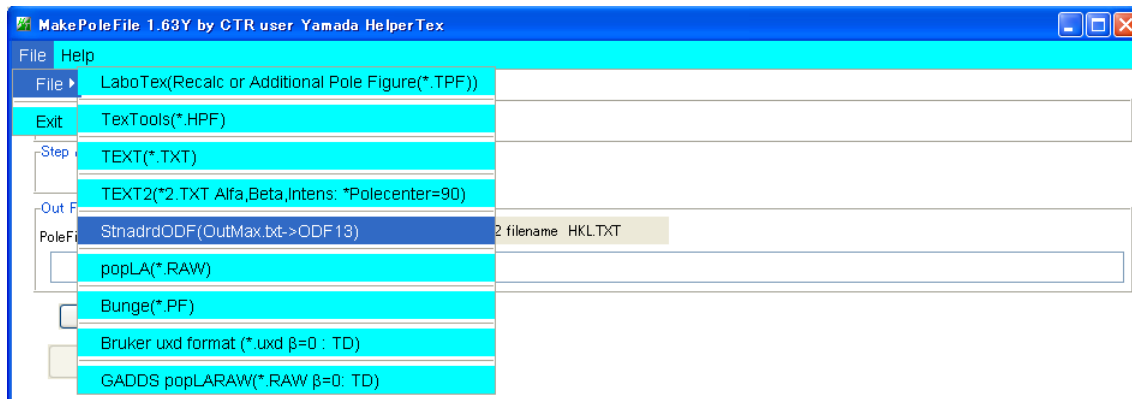 MakePoleFile 1.63Y by CTR user Yamada HelperTex
File Help
File
LaboTex(Recalc or Additional Pole Figure(*.TPF))
Exit
TexTools(*.HPF)
Step
TEXT(*.TXT)
TEXT2(*2.TXT Alfa,Beta,Intens: *Polecenter=90)
Out F
StnadrdODF(OutMax.txt->ODF13)
PoleFi
2 filename HKL.TXT
popLA(*.RAW)
Bunge(*.PF)
Bruker uxd format (*.uxd β=0 : TD)
GADDS popLARAW(*.RAW β=0: TD)